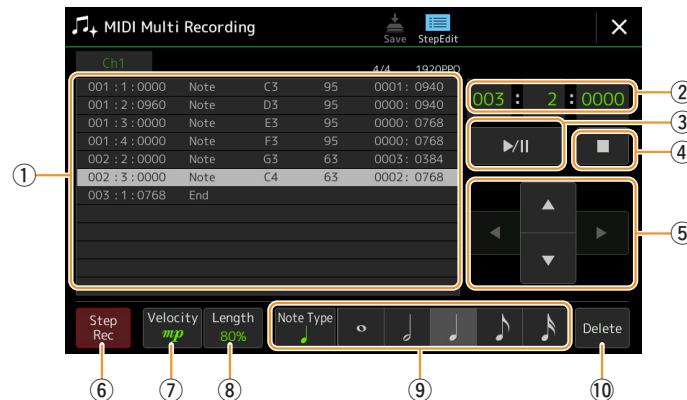 MIDI Multi Recording
Save
StepEdit
Ch1
4/4 1920PPQ
001 : 1 : 0000 Note C3 95 0001 : 0940
001 : 2 : 0960 Note D3 95 0000 : 0940
001 : 3 : 0000 Note E3 95 0000 : 0768
001 : 4 : 0000 Note F3 95 0000 : 0768
002 : 2 : 0000 Note G3 63 0003 : 0384
002 : 3 : 0000 Note C4 63 0002 : 0768
003 : 1 : 0768 End
003 : 2 : 0000
①
②
③
④
⑤
Step Rec
Velocity
mp
Length
80%
Note Type
Delete
⑥
⑦
⑧
⑨
⑩